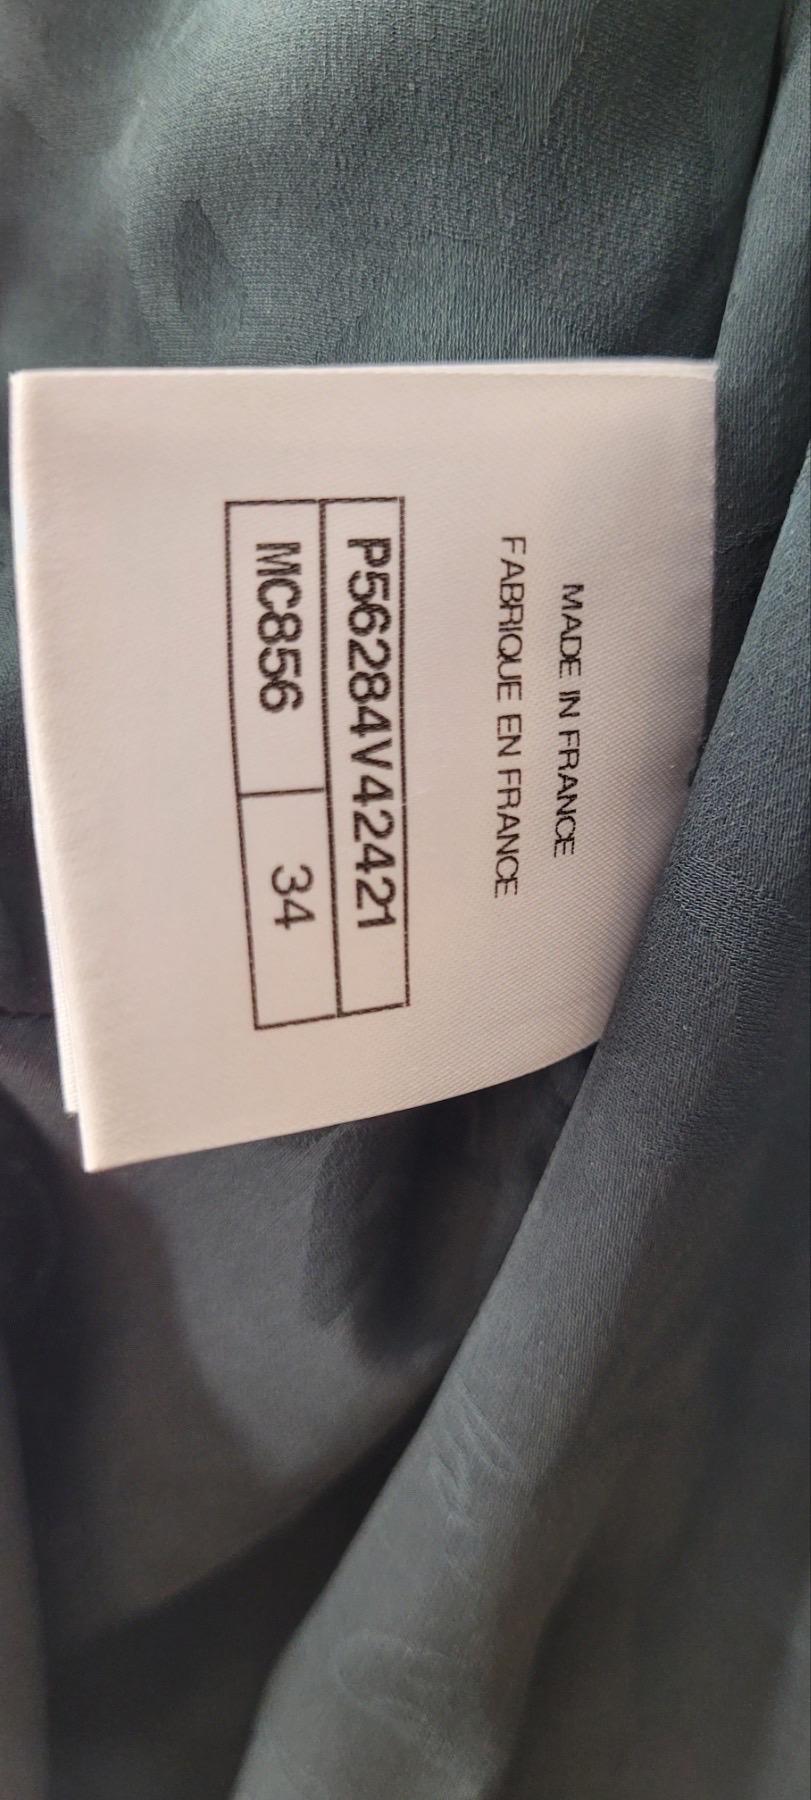 MADE IN FRANCE
FABRIQUE EN FRANCE
P56284V42421
MC856 34